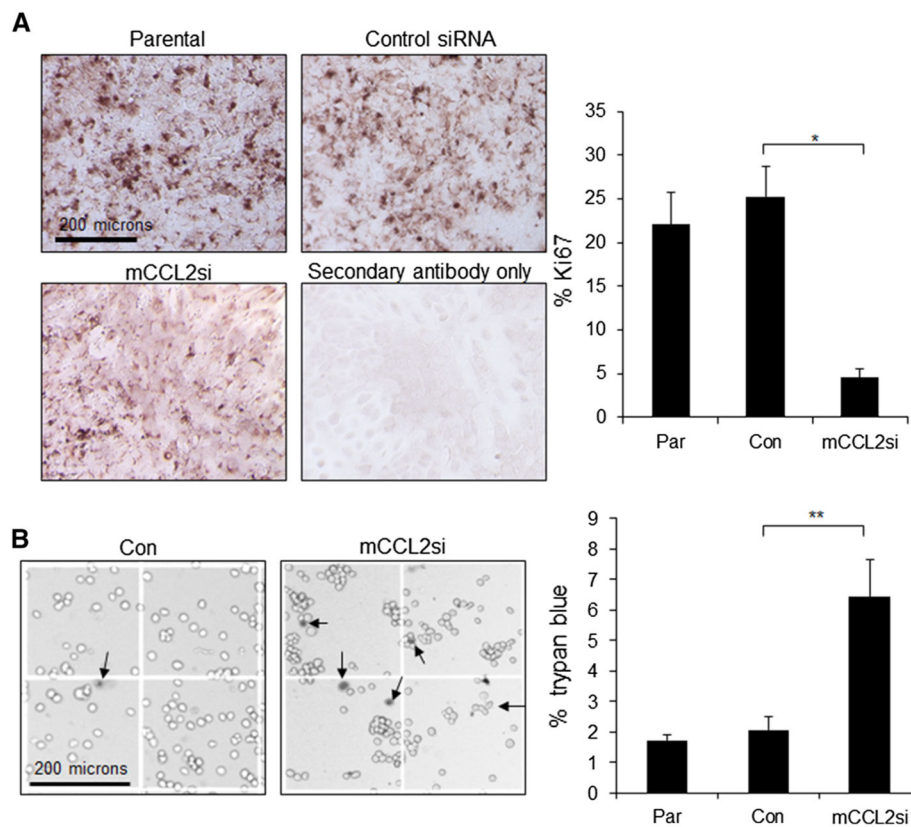 A
Parental
Control siRNA
200 microns
mCCL2si
Secondary antibody only
% Ki67
35
30
25
20
15
10
5
0
*
Par
Con
mCCL2si
B
Con
mCCL2si
200 microns
% trypan blue
9
8
7
6
5
4
3
2
1
0
**
Par
Con
mCCL2si